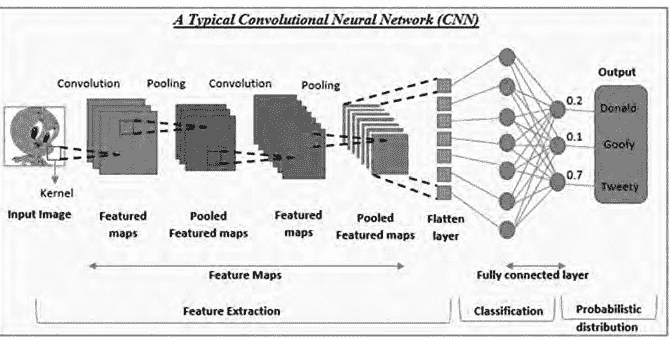 A Typical Convolutional Neural Network (CNN)
Convolution
Pooling
Convolution
Pooling
Output
0.2
Donald
0.1
Goofy
0.7
Tweety
Kernel
Input Image
Featured
maps
Pooled
Featured maps
Featured
maps
Pooled
Featured maps
Flatten
layer
Feature Maps
Fully connected layer
Feature Extraction
Classification
Probabilistic
distribution